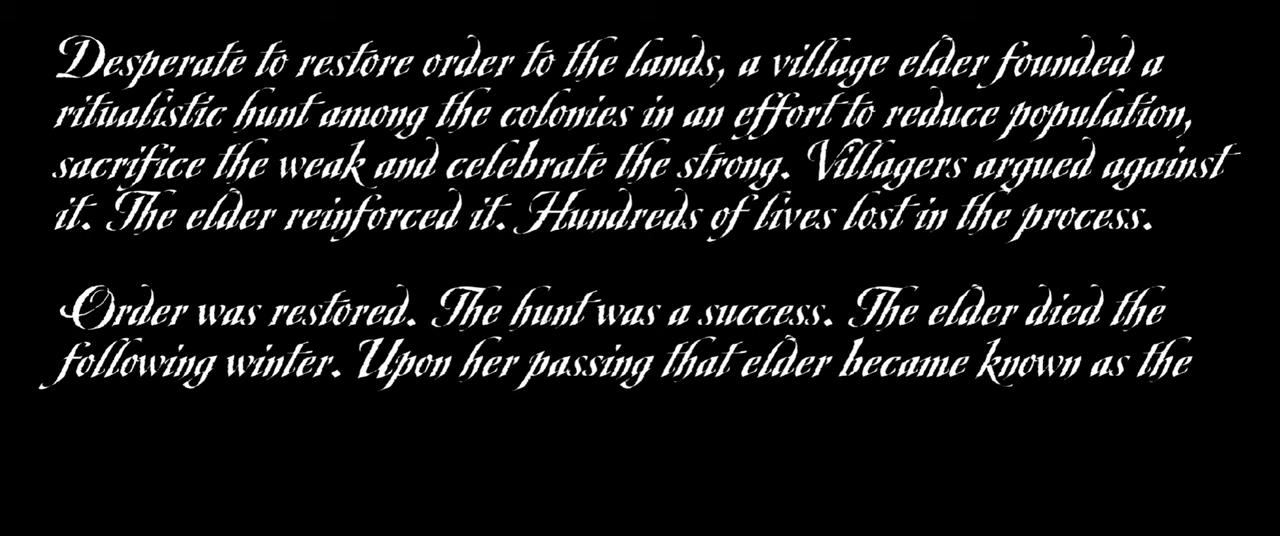 Desperate to restore order to the lands, a village elder founded a
ritualistic hunt among the colonies in an effort to reduce population,
sacrifice the weak and celebrate the strong. Villagers argued against
it. The elder reinforced it. Hundreds of lives lost in the process.
Order was restored. The hunt was a success. The elder died the
following winter. Upon her passing that elder became known as the